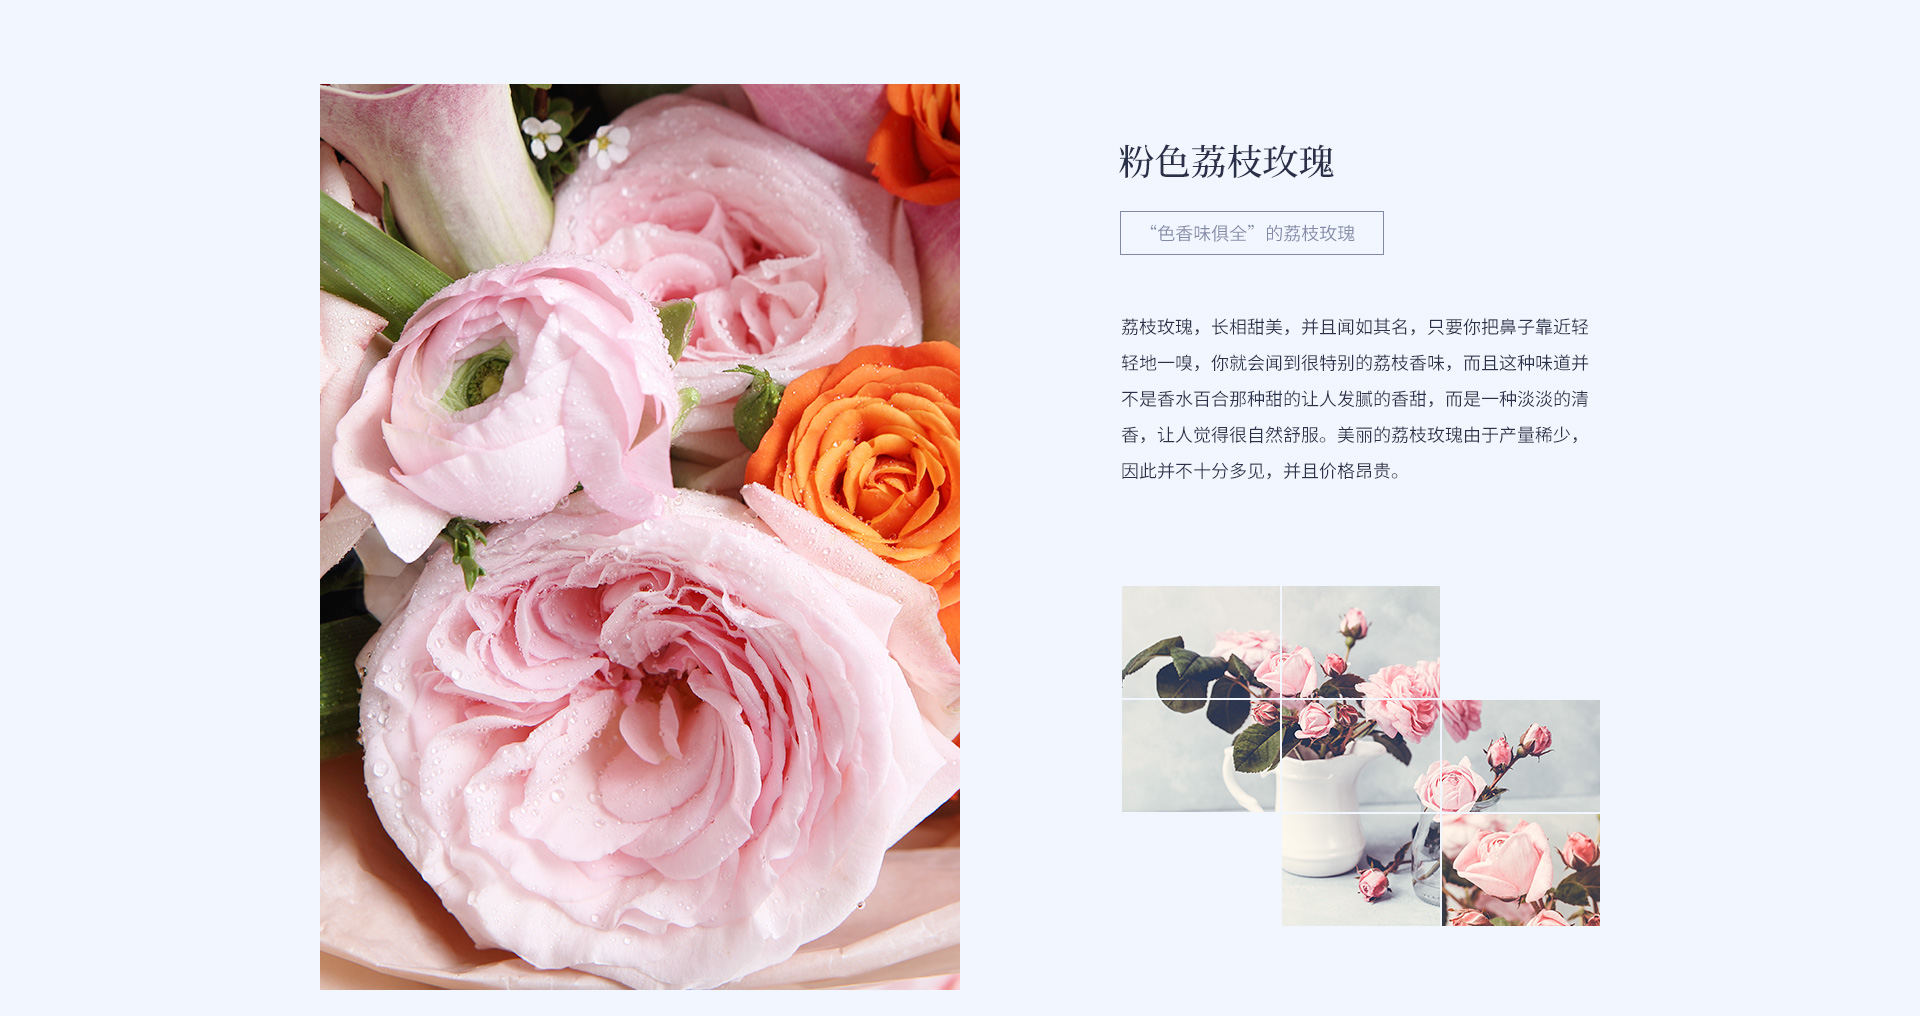 粉色荔枝玫瑰
“色香味俱全”的荔枝玫瑰
荔枝玫瑰，长相甜美，并且闻如其名，只要你把鼻子靠近轻
轻地一嗅，你就会闻到很特别的荔枝香味，而且这种味道并
不是香水百合那种甜的让人发腻的香甜，而是一种淡淡的清
香，让人觉得很自然舒服。美丽的荔枝玫瑰由于产量稀少，
因此并不十分多见，并且价格昂贵。